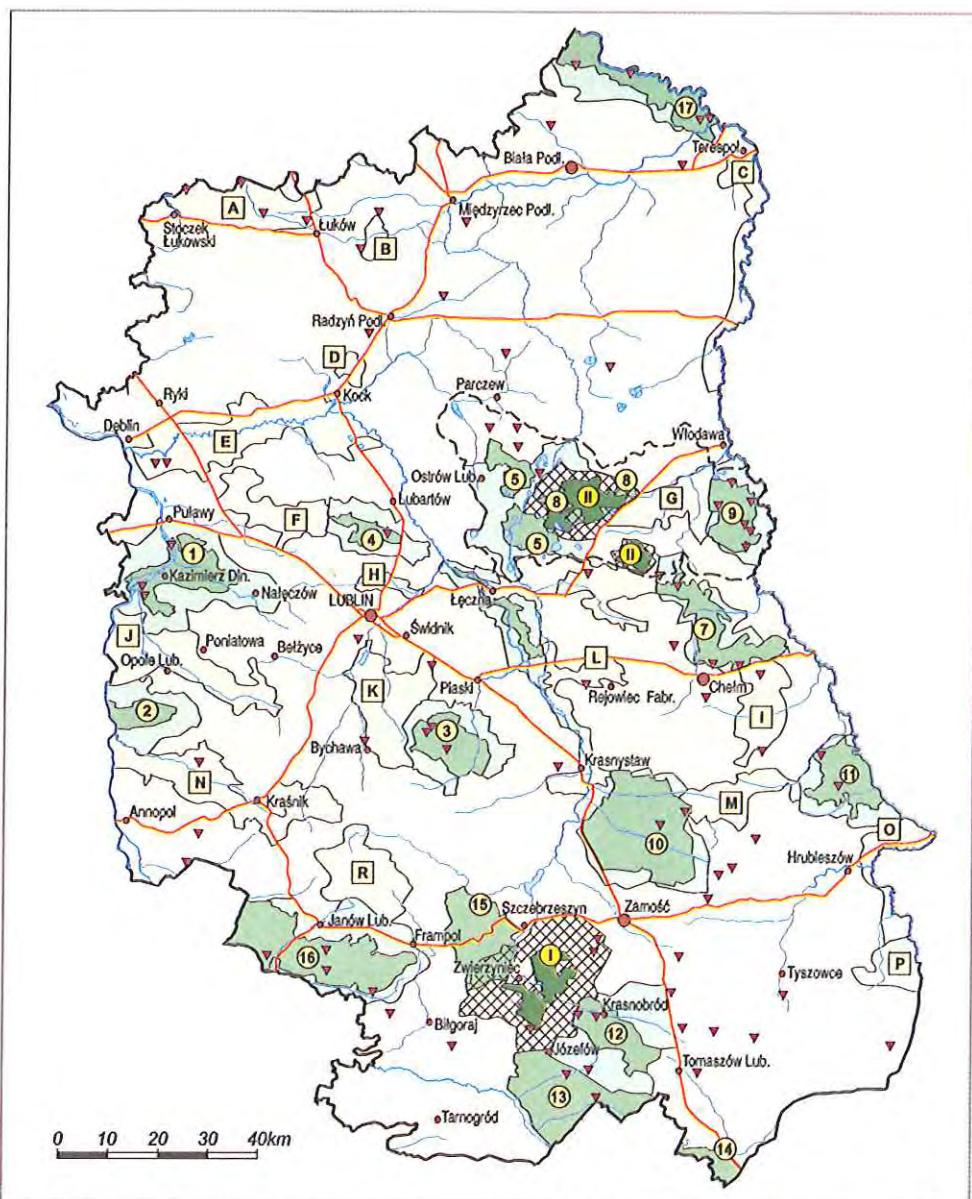 17
Terespol
Biała Podl.
C
A
Międzyrzec Podl.
Stoczek
Łukowski
Łuków
B
Radzyń Podl.
D
Ryki
Kock
Parczew
Dęblin
E
Włodawa
Ostrów Lub.
5
8
II
8
G
9
Lubartów
F
Puławy
4
5
II
1
Kazimierz Dln.
H
Nałęczów
LUBLIN
Łęczna
7
Świdnik
J
Poniatowa
Bełżyce
L
Opole Lub.
K
Piaski
Rejowiec Fabr.
Chełm
2
3
I
Bychawa
Krasnystaw
11
N
M
Annopol
Kraśnik
O
10
Hrubieszów
R
15
Szczebrzeszyn
Zamość
Janów Lub.
Frampol
16
I
P
Zwierzyniec
Tyszowce
Krasnobród
Biłgoraj
12
Józefów
Tomaszów Lub.
13
Tarnogród
14
0 10 20 30 40km